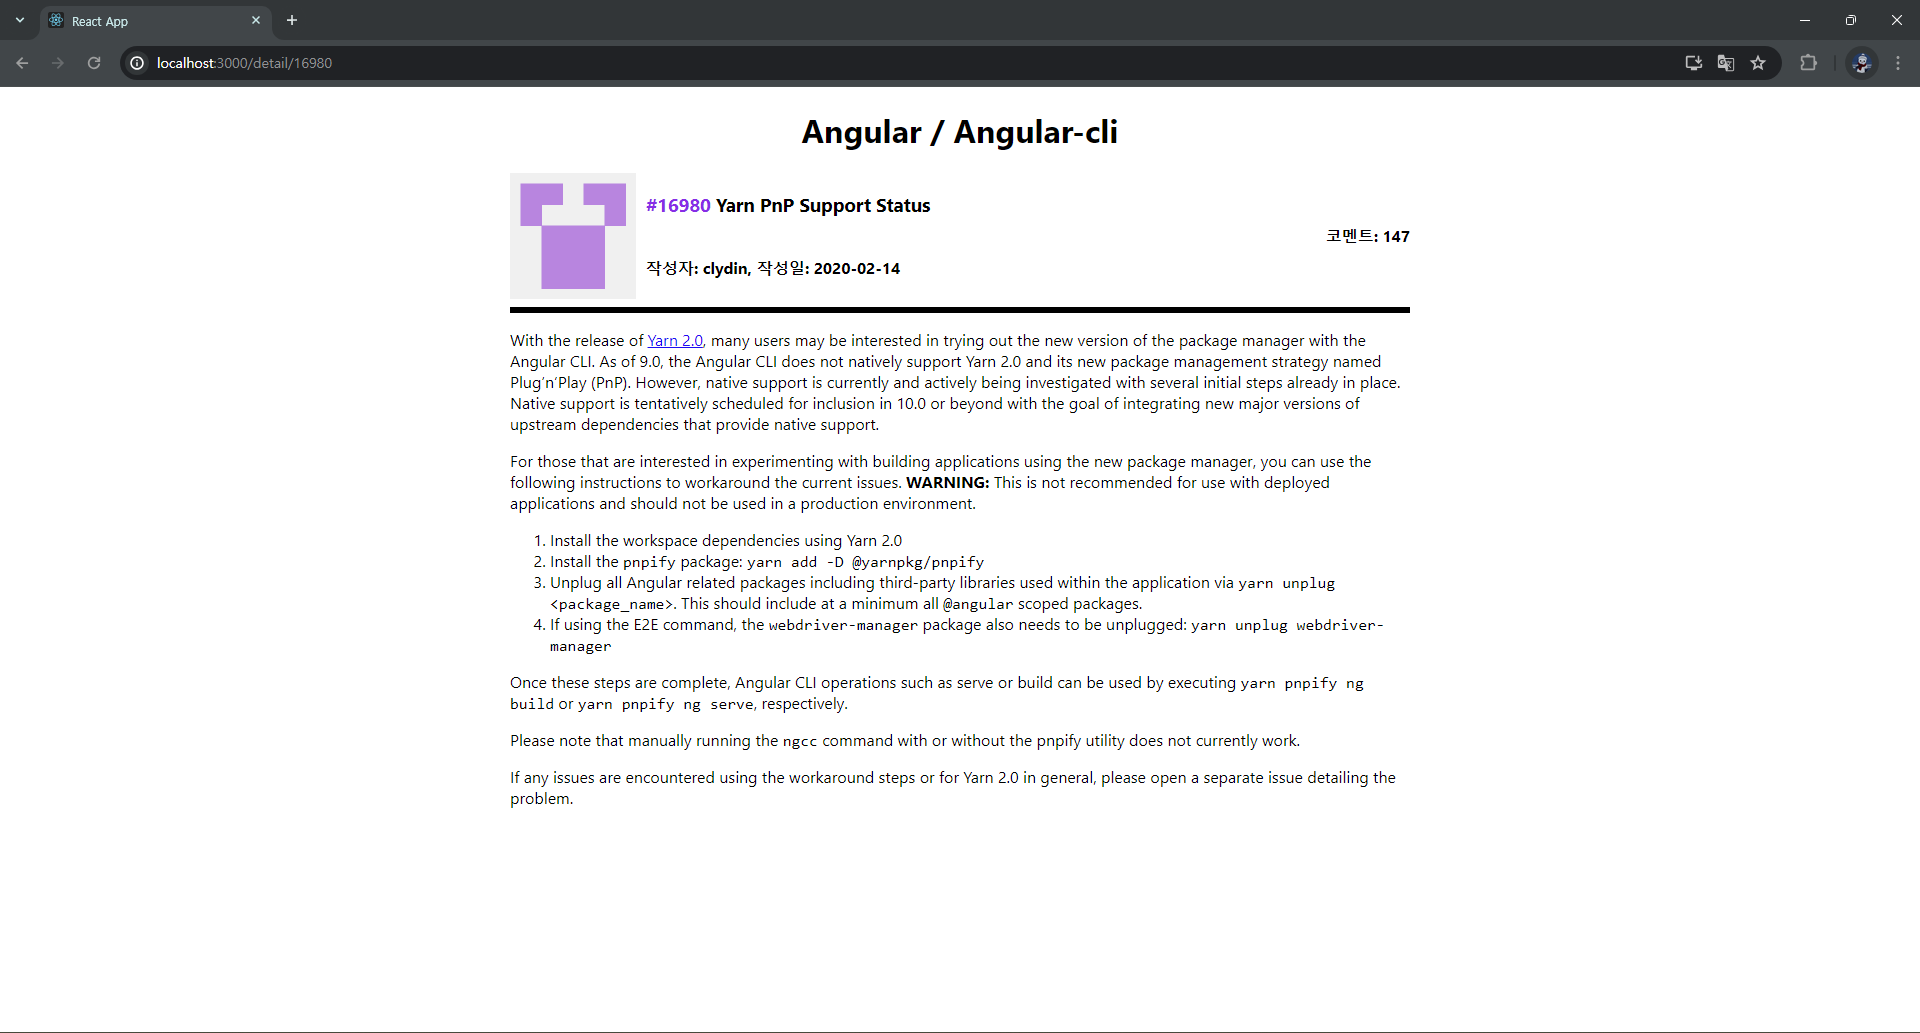 React App
localhost:3000/detail/16980
Angular / Angular-cli
#16980 Yarn PnP Support Status
코멘트: 147
작성자: clydin, 작성일: 2020-02-14
With the release of Yarn 2.0, many users may be interested in trying out the new version of the package manager with the
Angular CLI. As of 9.0, the Angular CLI does not natively support Yarn 2.0 and its new package management strategy named
Plug’n’Play (PnP). However, native support is currently and actively being investigated with several initial steps already in place.
Native support is tentatively scheduled for inclusion in 10.0 or beyond with the goal of integrating new major versions of
upstream dependencies that provide native support.
For those that are interested in experimenting with building applications using the new package manager, you can use the
following instructions to workaround the current issues. WARNING: This is not recommended for use with deployed
applications and should not be used in a production environment.
1. Install the workspace dependencies using Yarn 2.0
2. Install the pnpify package: yarn add -D @yarnpkg/pnpify
3. Unplug all Angular related packages including third-party libraries used within the application via yarn unplug
<package_name>. This should include at a minimum all @angular scoped packages.
4. If using the E2E command, the webdriver-manager package also needs to be unplugged: yarn unplug webdriver-
manager
Once these steps are complete, Angular CLI operations such as serve or build can be used by executing yarn pnpify ng
build or yarn pnpify ng serve, respectively.
Please note that manually running the ngcc command with or without the pnpify utility does not currently work.
If any issues are encountered using the workaround steps or for Yarn 2.0 in general, please open a separate issue detailing the
problem.